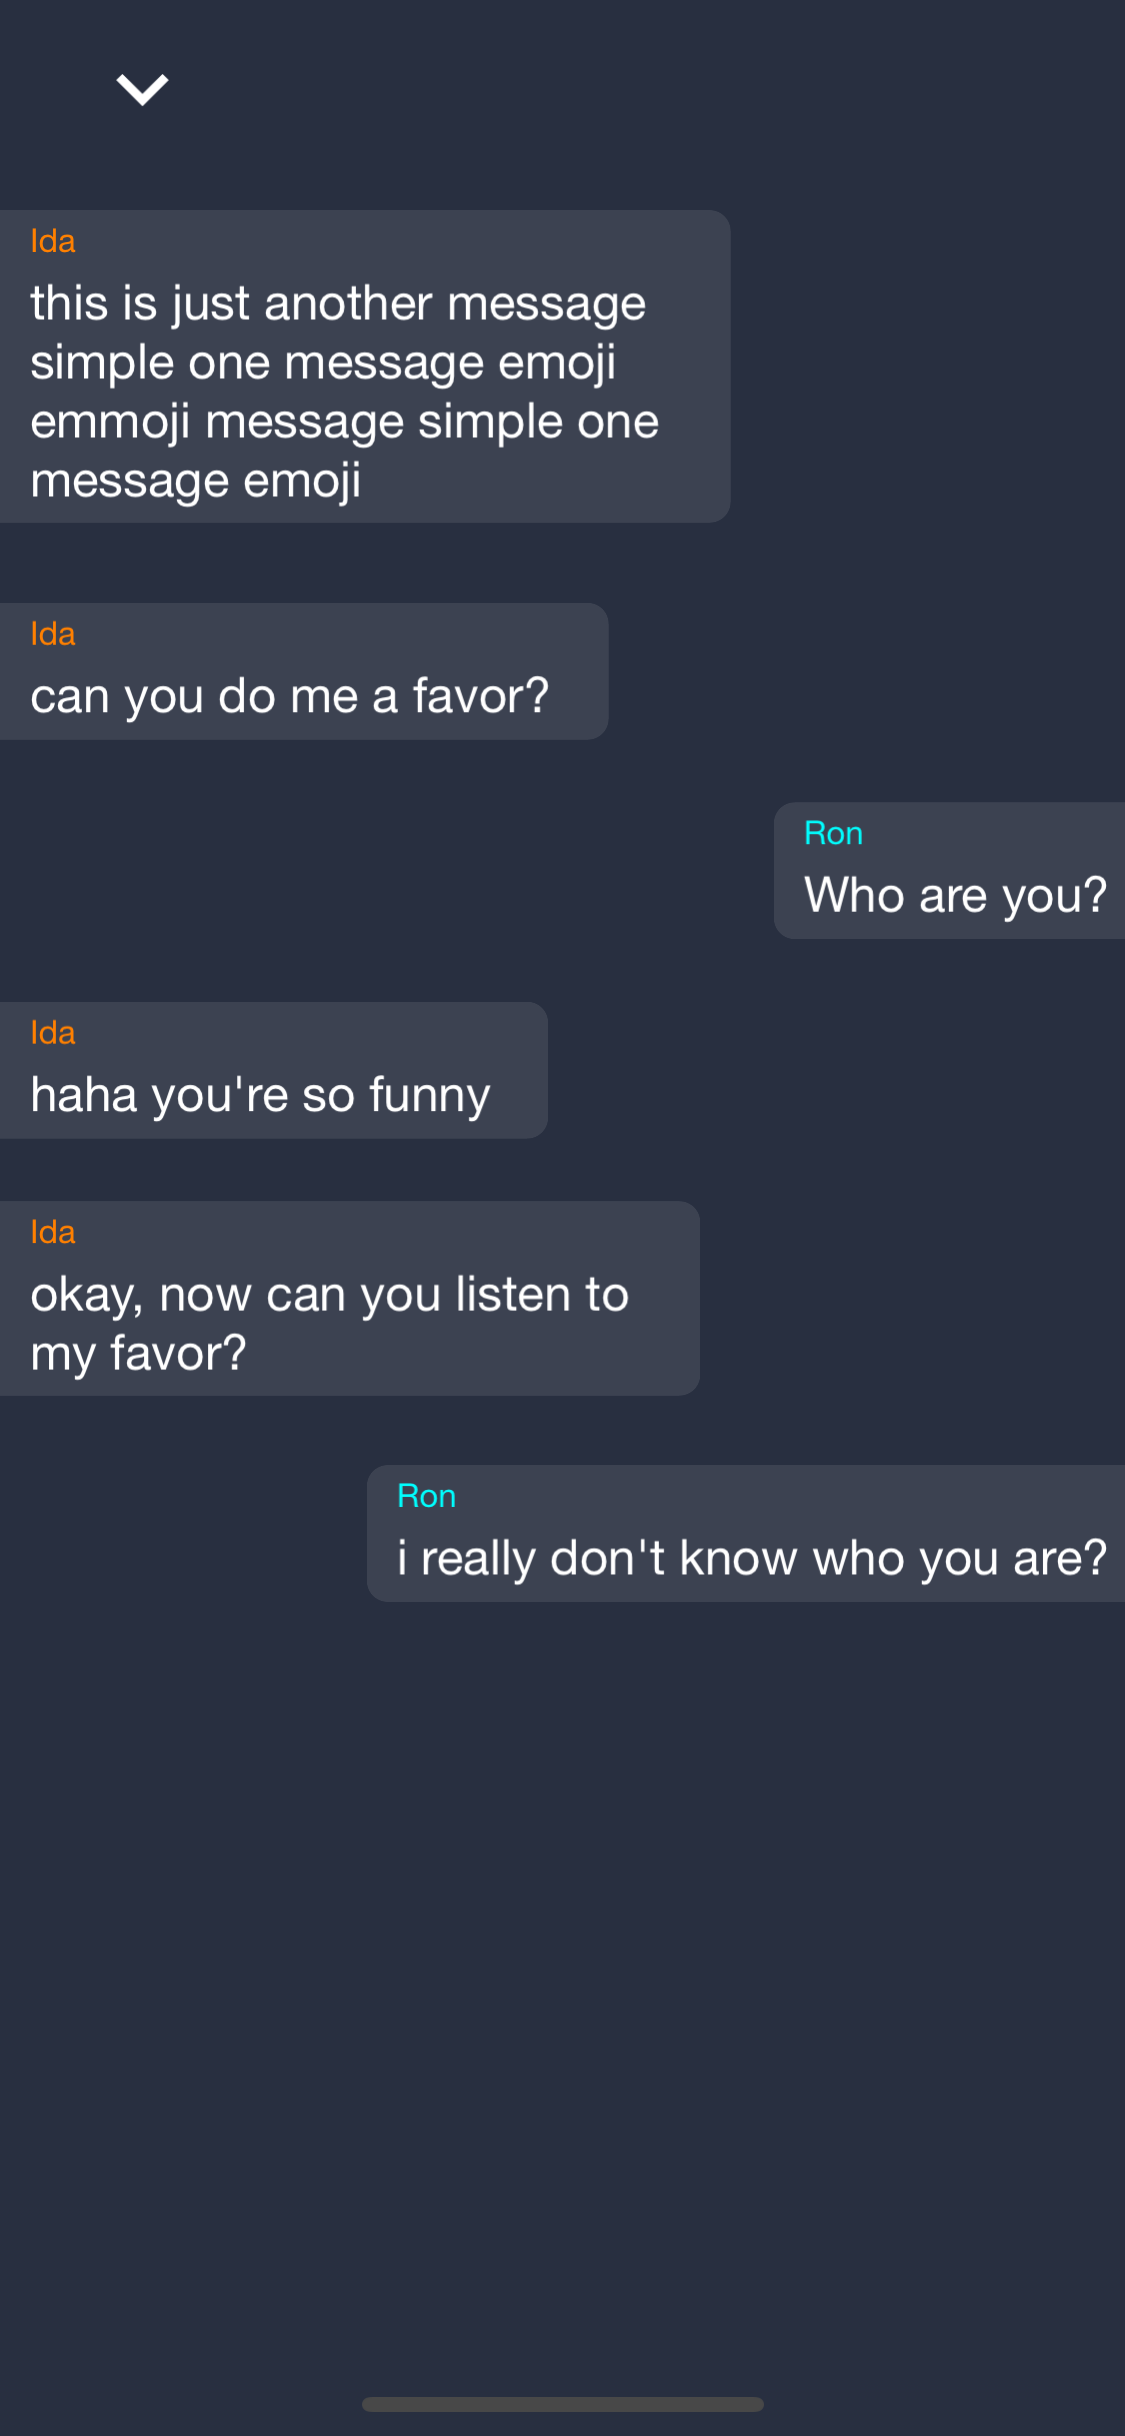 Ida
this is just another message
simple one message emoji
emmoji message simple one
message emoji
Ida
can you do me a favor?
Ron
Who are you?
Ida
haha you're so funny
Ida
okay, now can you listen to
my favor?
Ron
i really don't know who you are?